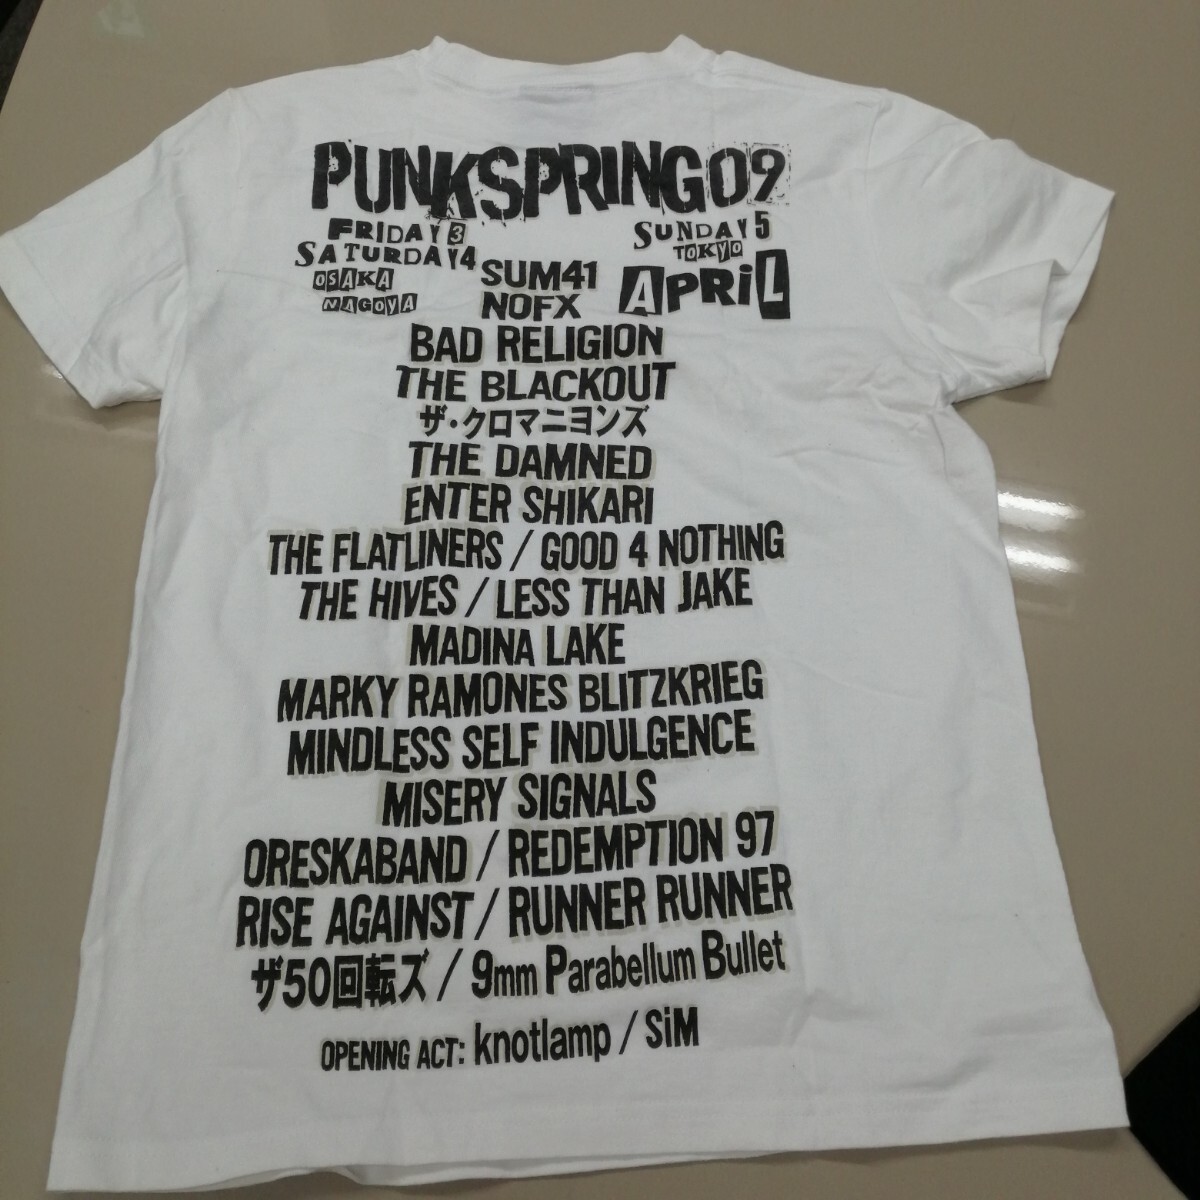 PUNKSPRING09
FRIDAY 3
SATURDAY 4
OSAKA
NAGOYA
SUNDAY 5
TOKYO
APRiL
SUM41
NOFX
BAD RELIGION
THE BLACKOUT
ザ・クロマニヨンズ
THE DAMNED
ENTER SHIKARI
THE FLATLINERS / GOOD 4 NOTHING
THE HIVES / LESS THAN JAKE
MADINA LAKE
MARKY RAMONES BLITZKRIEG
MINDLESS SELF INDULGENCE
MISERY SIGNALS
ORESKABAND / REDEMPTION 97
RISE AGAINST / RUNNER RUNNER
ザ50回転ズ / 9mm Parabellum Bullet
OPENING ACT: knotlamp / SiM